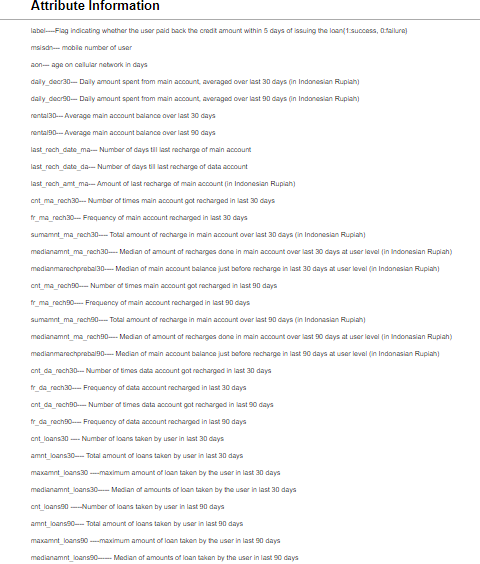 Attribute Information
label----Flag indicating whether the user paid back the credit amount within 5 days of issuing the loan{1:success, 0:failure}
msisdn--- mobile number of user
aon--- age on cellular network in days
daily_decr30--- Daily amount spent from main account, averaged over last 30 days (in Indonesian Rupiah)
daily_decr90--- Daily amount spent from main account, averaged over last 90 days (in Indonesian Rupiah)
rental30--- Average main account balance over last 30 days
rental90--- Average main account balance over last 90 days
last_rech_date_ma--- Number of days till last recharge of main account
last_rech_date_da--- Number of days till last recharge of data account
last_rech_amt_ma--- Amount of last recharge of main account (in Indonesian Rupiah)
cnt_ma_rech30--- Number of times main account got recharged in last 30 days
fr_ma_rech30--- Frequency of main account recharged in last 30 days
sumamnt_ma_rech30---- Total amount of recharge in main account over last 30 days (in Indonasian Rupiah)
medianamnt_ma_rech30---- Median of amount of recharges done in main account over last 30 days at user level (in Indonesian Rupiah)
medianmarechprebal30---- Median of main account balance just before recharge in last 30 days at user level (in Indonesian Rupiah)
cnt_ma_rech90---- Number of times main account got recharged in last 90 days
fr_ma_rech90---- Frequency of main account recharged in last 90 days
sumamnt_ma_rech90---- Total amount of recharge in main account over last 90 days (in Indonasian Rupiah)
medianamnt_ma_rech90---- Median of amount of recharges done in main account over last 90 days at user level (in Indonesian Rupiah)
medianmarechprebal90---- Median of main account balance just before recharge in last 90 days at user level (in Indonesian Rupiah)
cnt_da_rech30--- Number of times data account got recharged in last 30 days
fr_da_rech30---- Frequency of data account recharged in last 30 days
cnt_da_rech90---- Number of times data account got recharged in last 90 days
fr_da_rech90---- Frequency of data account recharged in last 90 days
cnt_loans30 ---- Number of loans taken by user in last 30 days
amnt_loans30---- Total amount of loans taken by user in last 30 days
maxamnt_loans30 ----maximum amount of loan taken by the user in last 30 days
medianamnt_loans30----- Median of amounts of loan taken by the user in last 30 days
cnt_loans90 -----Number of loans taken by user in last 90 days
amnt_loans90---- Total amount of loans taken by user in last 90 days
maxamnt_loans90 ----maximum amount of loan taken by the user in last 90 days
medianamnt_loans90------ Median of amounts of loan taken by the user in last 90 days